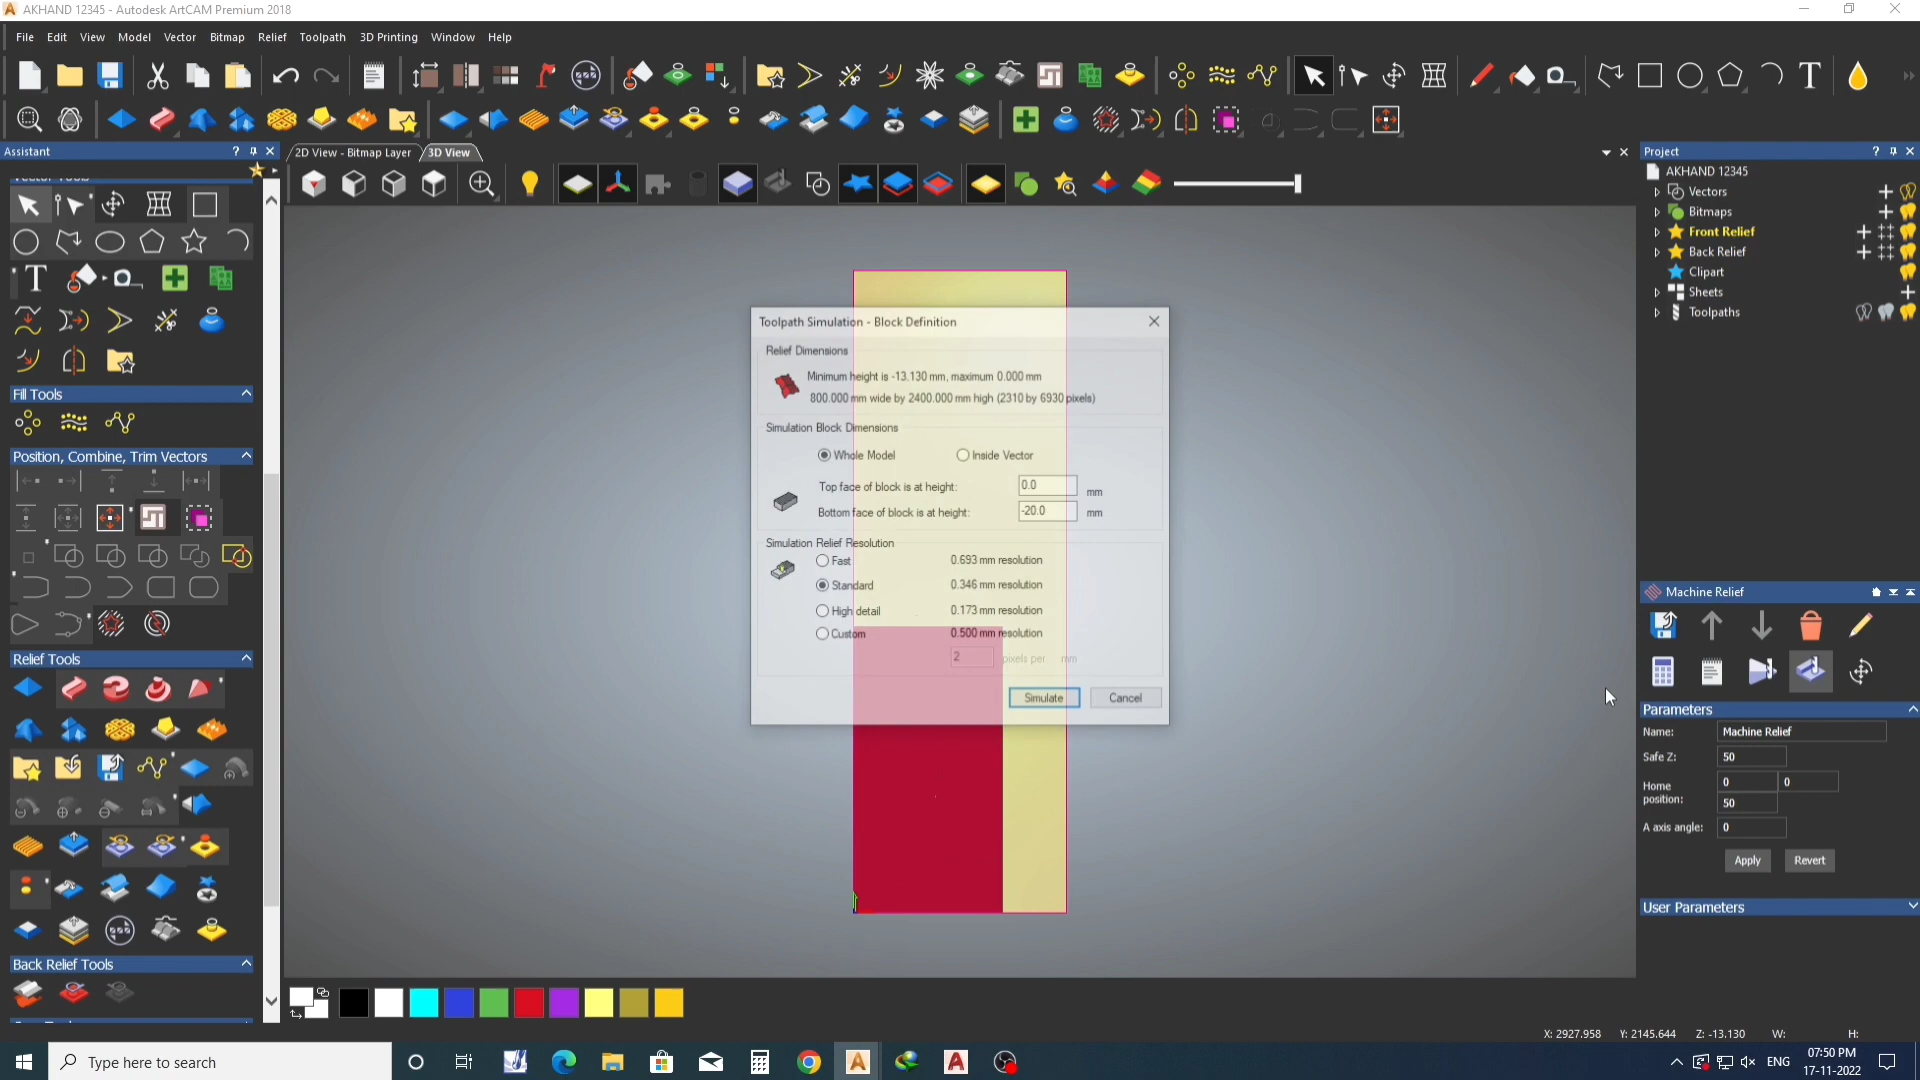 AKHAND 12345 - Autodesk ArtCAM Premium 2018
File Edit View Model Vector Bitmap Relief Toolpath 3D Printing Window Help
Assistant
2D View - Bitmap Layer
3D View
Project
Vector Tools
Fill Tools
Position, Combine, Trim Vectors
Relief Tools
Back Relief Tools
AKHAND 12345
Vectors
Bitmaps
Front Relief
Back Relief
Clipart
Sheets
Toolpaths
Toolpath Simulation - Block Definition
Relief Dimensions
Minimum height is -13.130 mm, maximum 0.000 mm
800.000 mm wide by 2400.000 mm high (2310 by 6930 pixels)
Simulation Block Dimensions
Whole Model Inside Vector
Top face of block is at height: 0.0 mm
Bottom face of block is at height: -20.0 mm
Simulation Relief Resolution
Fast 0.693 mm resolution
Standard 0.346 mm resolution
High detail 0.173 mm resolution
Custom 0.500 mm resolution
2 pixels per mm
Simulate Cancel
Machine Relief
Parameters
Name: Machine Relief
Safe Z: 50
Home position: 0 0
50
A axis angle: 0
Apply Revert
User Parameters
X: 2927.958 Y: 2145.644 Z: -13.130 W: H:
Type here to search
ENG
07:50 PM
17-11-2022